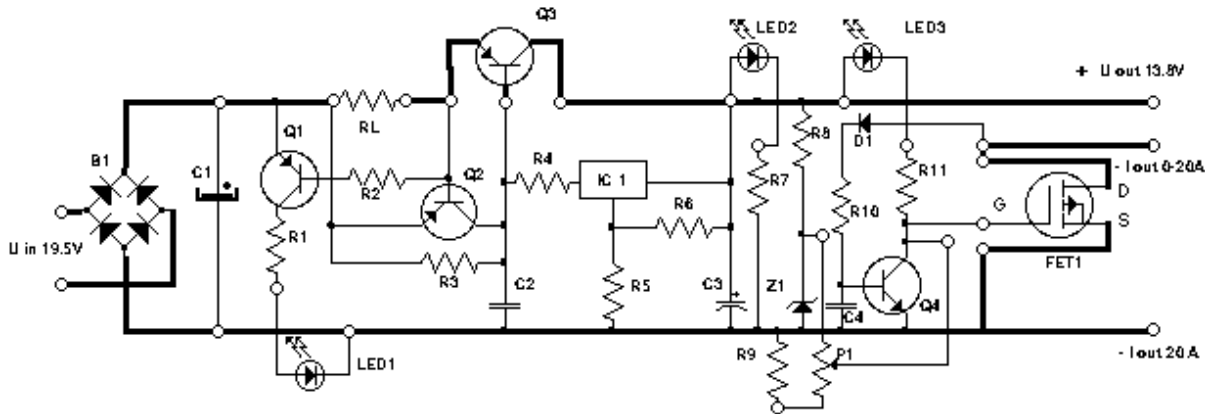 Q3
LED2
LED3
+ U out 13.8V
Q1
RL
R8
D1
B1
C1
R2
Q2
R4
IC 1
R7
R11
- Iout 0-20A
D
G
S
R6
R10
U in 19.5V
R1
R3
C2
R5
C3
Z1
C4
Q4
FET1
LED1
R9
P1
- Iout 20A